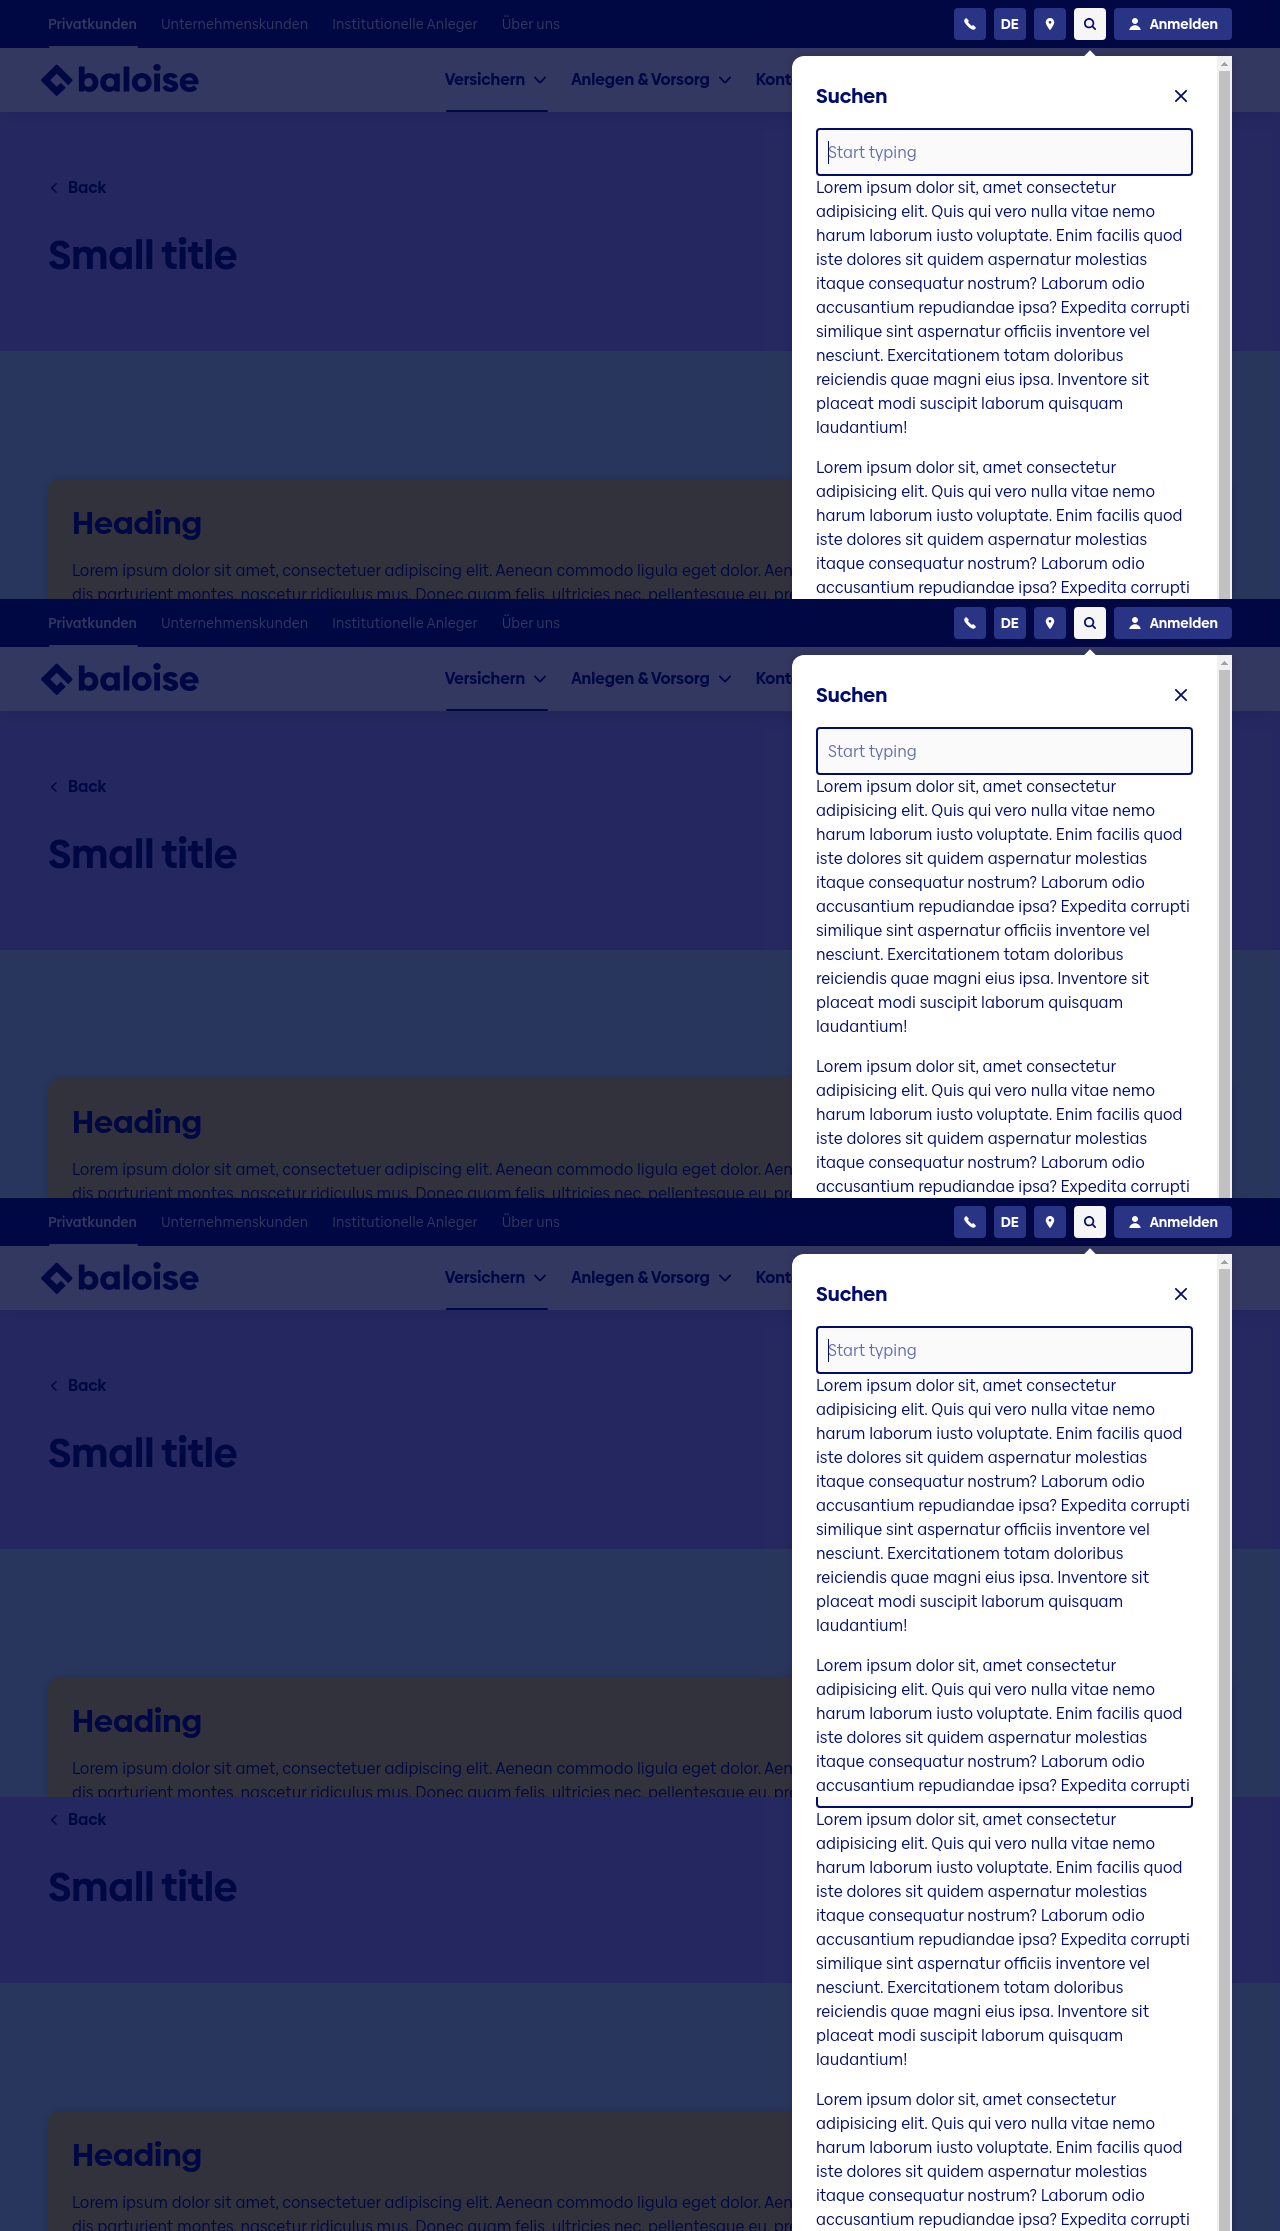 Privatkunden Unternehmenskunden Institutionelle Anleger Über uns DE Anmelden
baloise Versichern Anlegen & Vorsorg Kont
Suchen
Start typing
Back
Small title
Lorem ipsum dolor sit, amet consectetur
adipisicing elit. Quis qui vero nulla vitae nemo
harum laborum iusto voluptate. Enim facilis quod
iste dolores sit quidem aspernatur molestias
itaque consequatur nostrum? Laborum odio
accusantium repudiandae ipsa? Expedita corrupti
similique sint aspernatur officiis inventore vel
nesciunt. Exercitationem totam doloribus
reiciendis quae magni eius ipsa. Inventore sit
placeat modi suscipit laborum quisquam
laudantium!
Lorem ipsum dolor sit, amet consectetur
adipisicing elit. Quis qui vero nulla vitae nemo
harum laborum iusto voluptate. Enim facilis quod
iste dolores sit quidem aspernatur molestias
itaque consequatur nostrum? Laborum odio
accusantium repudiandae ipsa? Expedita corrupti
Heading
Lorem ipsum dolor sit amet, consectetuer adipiscing elit. Aenean commodo ligula eget dolor. Aen
dis parturient montes, nascetur ridiculus mus. Donec quam felis, ultricies nec, pellentesque eu, pre
Privatkunden Unternehmenskunden Institutionelle Anleger Über uns DE Anmelden
baloise Versichern Anlegen & Vorsorg Kont
Suchen
Start typing
Back
Small title
Lorem ipsum dolor sit, amet consectetur
adipisicing elit. Quis qui vero nulla vitae nemo
harum laborum iusto voluptate. Enim facilis quod
iste dolores sit quidem aspernatur molestias
itaque consequatur nostrum? Laborum odio
accusantium repudiandae ipsa? Expedita corrupti
similique sint aspernatur officiis inventore vel
nesciunt. Exercitationem totam doloribus
reiciendis quae magni eius ipsa. Inventore sit
placeat modi suscipit laborum quisquam
laudantium!
Lorem ipsum dolor sit, amet consectetur
adipisicing elit. Quis qui vero nulla vitae nemo
harum laborum iusto voluptate. Enim facilis quod
iste dolores sit quidem aspernatur molestias
itaque consequatur nostrum? Laborum odio
accusantium repudiandae ipsa? Expedita corrupti
Heading
Lorem ipsum dolor sit amet, consectetuer adipiscing elit. Aenean commodo ligula eget dolor. Aen
dis parturient montes, nascetur ridiculus mus. Donec quam felis, ultricies nec, pellentesque eu, pre
Privatkunden Unternehmenskunden Institutionelle Anleger Über uns DE Anmelden
baloise Versichern Anlegen & Vorsorg Kont
Suchen
Start typing
Back
Small title
Lorem ipsum dolor sit, amet consectetur
adipisicing elit. Quis qui vero nulla vitae nemo
harum laborum iusto voluptate. Enim facilis quod
iste dolores sit quidem aspernatur molestias
itaque consequatur nostrum? Laborum odio
accusantium repudiandae ipsa? Expedita corrupti
similique sint aspernatur officiis inventore vel
nesciunt. Exercitationem totam doloribus
reiciendis quae magni eius ipsa. Inventore sit
placeat modi suscipit laborum quisquam
laudantium!
Lorem ipsum dolor sit, amet consectetur
adipisicing elit. Quis qui vero nulla vitae nemo
harum laborum iusto voluptate. Enim facilis quod
iste dolores sit quidem aspernatur molestias
itaque consequatur nostrum? Laborum odio
accusantium repudiandae ipsa? Expedita corrupti
Heading
Lorem ipsum dolor sit amet, consectetuer adipiscing elit. Aenean commodo ligula eget dolor. Aen
dis parturient montes, nascetur ridiculus mus. Donec quam felis, ultricies nec, pellentesque eu, pre
Back
Small title
Lorem ipsum dolor sit, amet consectetur
adipisicing elit. Quis qui vero nulla vitae nemo
harum laborum iusto voluptate. Enim facilis quod
iste dolores sit quidem aspernatur molestias
itaque consequatur nostrum? Laborum odio
accusantium repudiandae ipsa? Expedita corrupti
similique sint aspernatur officiis inventore vel
nesciunt. Exercitationem totam doloribus
reiciendis quae magni eius ipsa. Inventore sit
placeat modi suscipit laborum quisquam
laudantium!
Lorem ipsum dolor sit, amet consectetur
adipisicing elit. Quis qui vero nulla vitae nemo
harum laborum iusto voluptate. Enim facilis quod
iste dolores sit quidem aspernatur molestias
itaque consequatur nostrum? Laborum odio
accusantium repudiandae ipsa? Expedita corrupti
Heading
Lorem ipsum dolor sit amet, consectetuer adipiscing elit. Aenean commodo ligula eget dolor. Aen
dis parturient montes, nascetur ridiculus mus. Donec quam felis, ultricies nec, pellentesque eu, pre